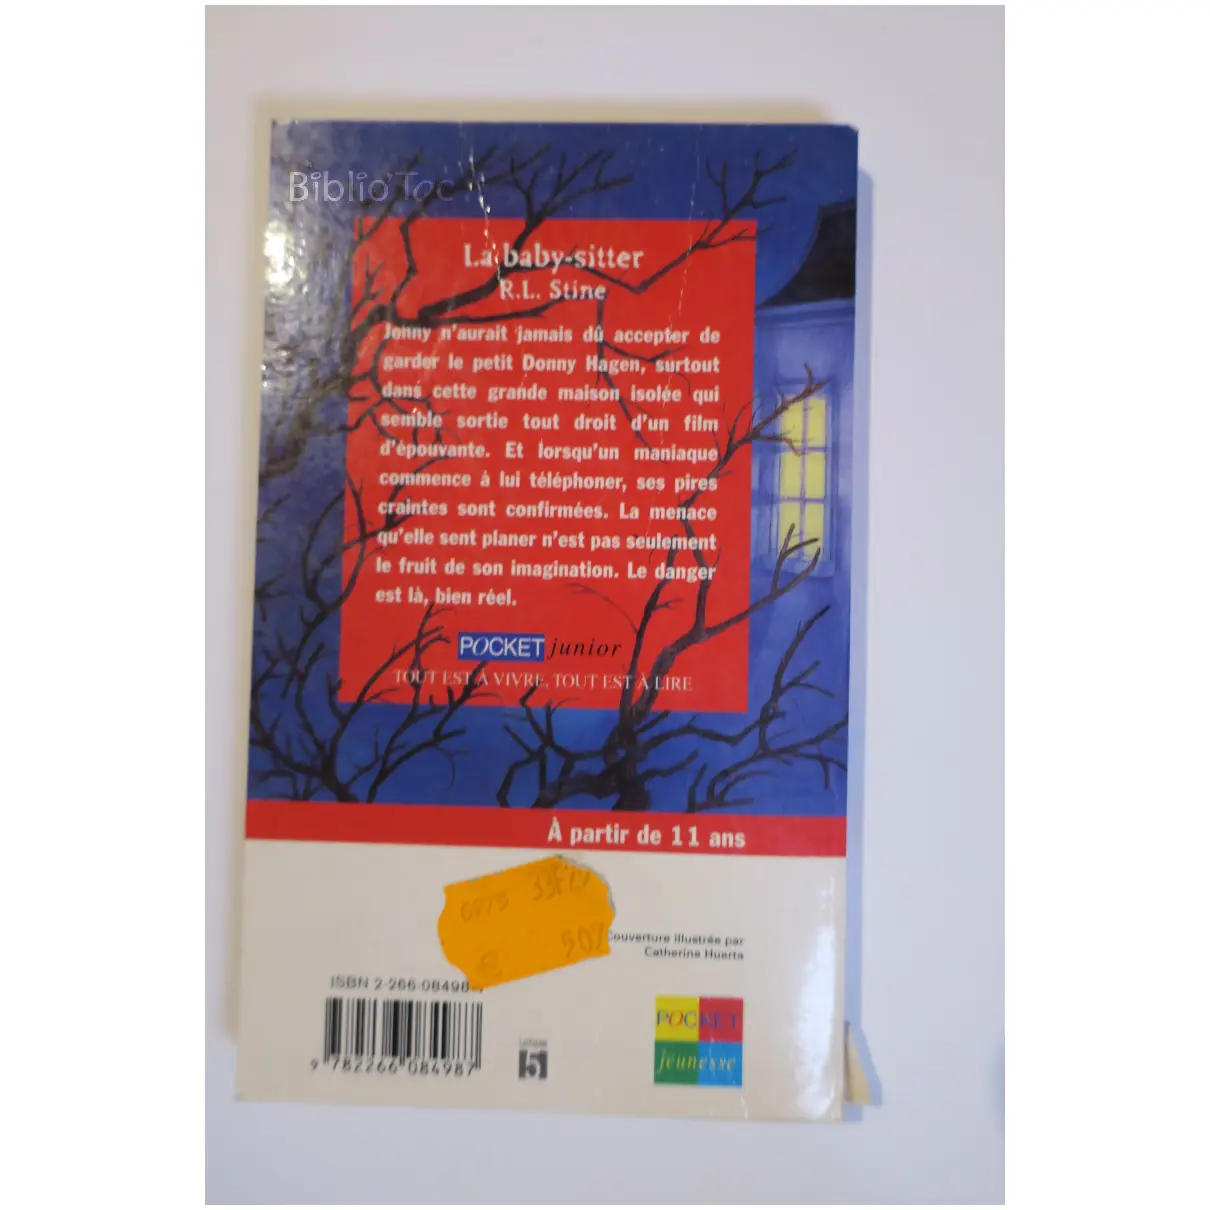 Biblio Toc
La baby-sitter
R.L. Stine
Jenny n'aurait jamais dû accepter de
garder le petit Donny Hagen, surtout
dans cette grande maison isolée qui
semble sortie tout droit d'un film
d'épouvante. Et lorsqu'un maniaque
commence à lui téléphoner, ses pires
craintes sont confirmées. La menace
qu'elle sent planer n'est pas seulement
le fruit de son imagination. Le danger
est là, bien réel.
POCKET junior
TOUT EST À VIVRE, TOUT EST À LIRE
À partir de 11 ans
Couverture illustrée par
Catherine Huerta
ISBN 2-266-08498-
9 782266 084987
5
POCKET
jeunesse